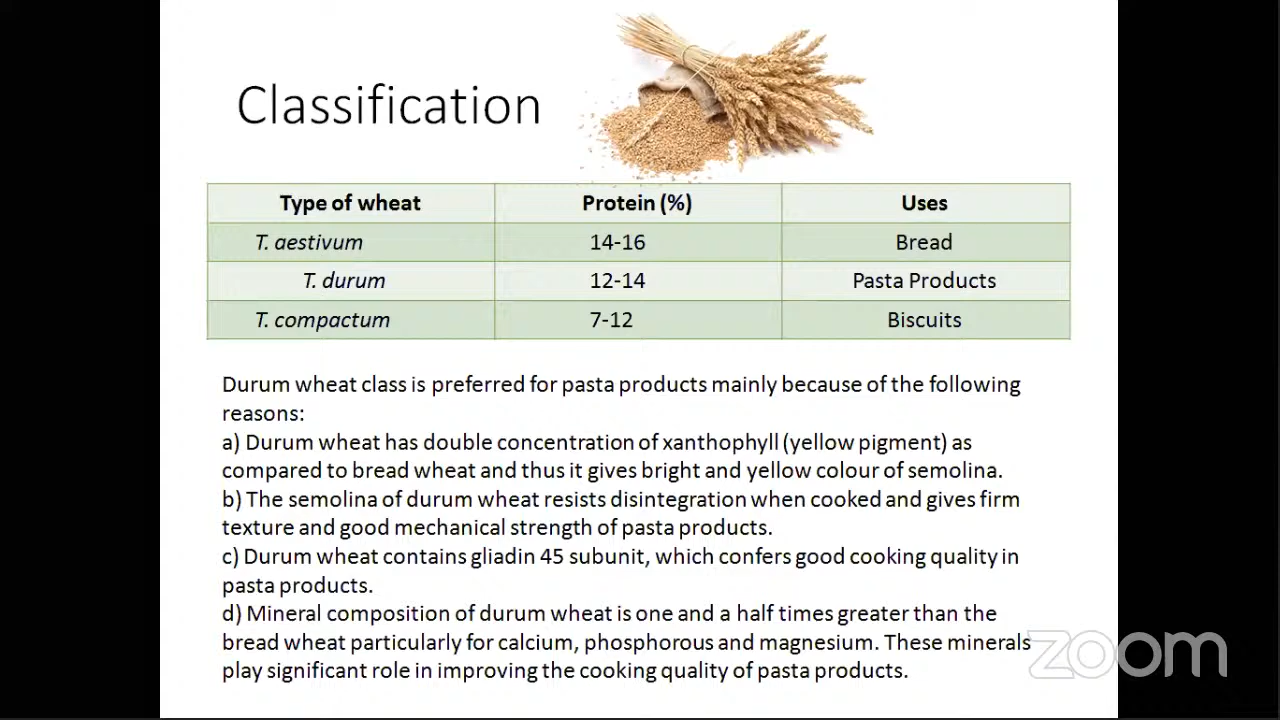 Classification
Type of wheat Protein (%) Uses
T. aestivum 14-16 Bread
T. durum 12-14 Pasta Products
T. compactum 7-12 Biscuits
Durum wheat class is preferred for pasta products mainly because of the following
reasons:
a) Durum wheat has double concentration of xanthophyll (yellow pigment) as
compared to bread wheat and thus it gives bright and yellow colour of semolina.
b) The semolina of durum wheat resists disintegration when cooked and gives firm
texture and good mechanical strength of pasta products.
c) Durum wheat contains gliadin 45 subunit, which confers good cooking quality in
pasta products.
d) Mineral composition of durum wheat is one and a half times greater than the
bread wheat particularly for calcium, phosphorous and magnesium. These minerals
play significant role in improving the cooking quality of pasta products.
zoom